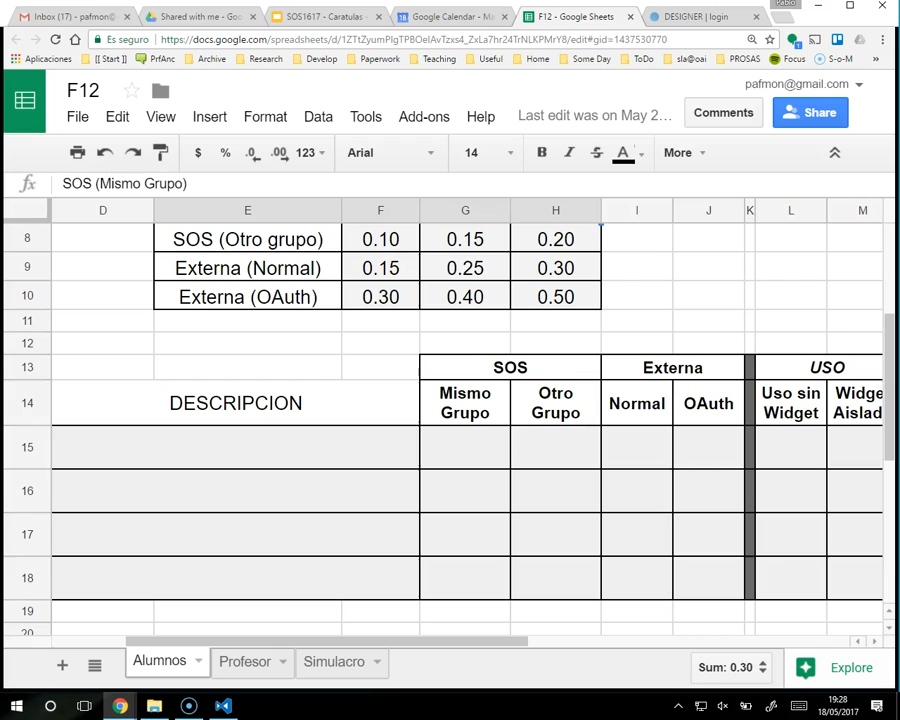 Inbox (17) - pafmon@
Shared with me - Goo
SOS1617 - Caratulas -
Google Calendar - Ma
F12 - Google Sheets
DESIGNER | login
Pablo
Es seguro
https://docs.google.com/spreadsheets/d/1ZTtZyumPIgTPBOeIAvTzxs4_ZxLa7hr24TrNLKPMrY8/edit#gid=1437530770
Aplicaciones [[ Start ]] PrfAnc Archive Research Develop Paperwork Teaching Useful Home Some Day ToDo sla@oai PROSAS Focus S-o-M »
F12
pafmon@gmail.com
File Edit View Insert Format Data Tools Add-ons Help Last edit was on May 2... Comments Share
$ % .0 .00 123 Arial 14 B I S A More
fx SOS (Mismo Grupo)
D E F G H I J K L M
8 SOS (Otro grupo) 0.10 0.15 0.20
9 Externa (Normal) 0.15 0.25 0.30
10 Externa (OAuth) 0.30 0.40 0.50
11
12
13 SOS Externa USO
14 DESCRIPCION Mismo Grupo Otro Grupo Normal OAuth Uso sin Widget Widge Aislad
15
16
17
18
19
20
Alumnos Profesor Simulacro Sum: 0.30 Explore
19:28
18/05/2017